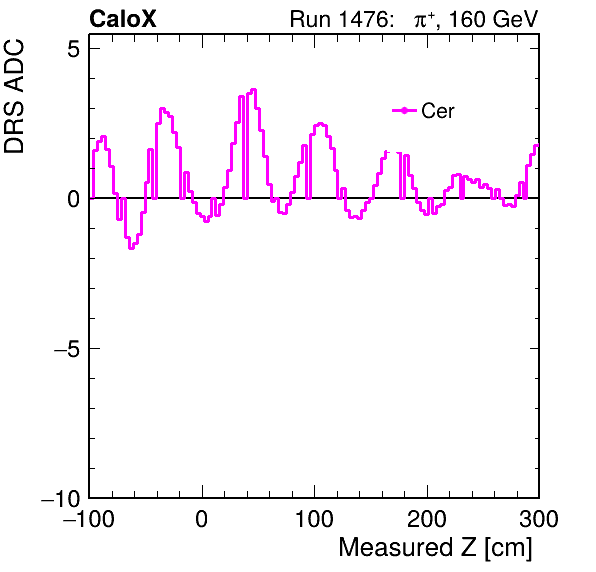 CaloX Run 1476: π+, 160 GeV
DRS ADC
Cer
5
0
−5
−10
−100 0 100 200 300
Measured Z [cm]